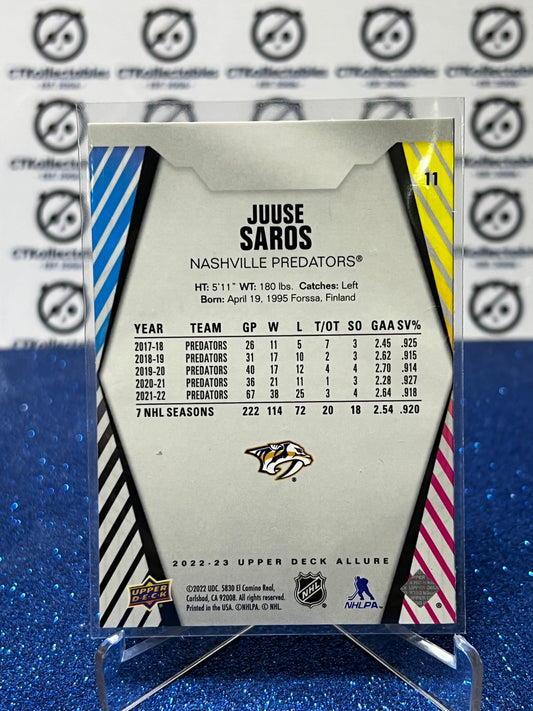 CTKollectables
11
JUUSE
SAROS
NASHVILLE PREDATORS®
HT: 5'11" WT: 180 lbs. Catches: Left
Born: April 19, 1995 Forssa, Finland
YEAR TEAM GP W L T/OT SO GAA SV%
2017-18 PREDATORS 26 11 5 7 3 2.45 .925
2018-19 PREDATORS 31 17 10 2 3 2.62 .915
2019-20 PREDATORS 40 17 12 4 4 2.70 .914
2020-21 PREDATORS 36 21 11 1 3 2.28 .927
2021-22 PREDATORS 67 38 25 3 4 2.64 .918
7 NHL SEASONS 222 114 72 20 18 2.54 .920
2022-23 UPPER DECK ALLURE
UPPER
DECK
©2022 UDC. 5830 El Camino Real,
Carlsbad, CA 92008. All rights reserved.
Printed in the USA. ©NHLPA. © NHL.
NHL
NHLPA